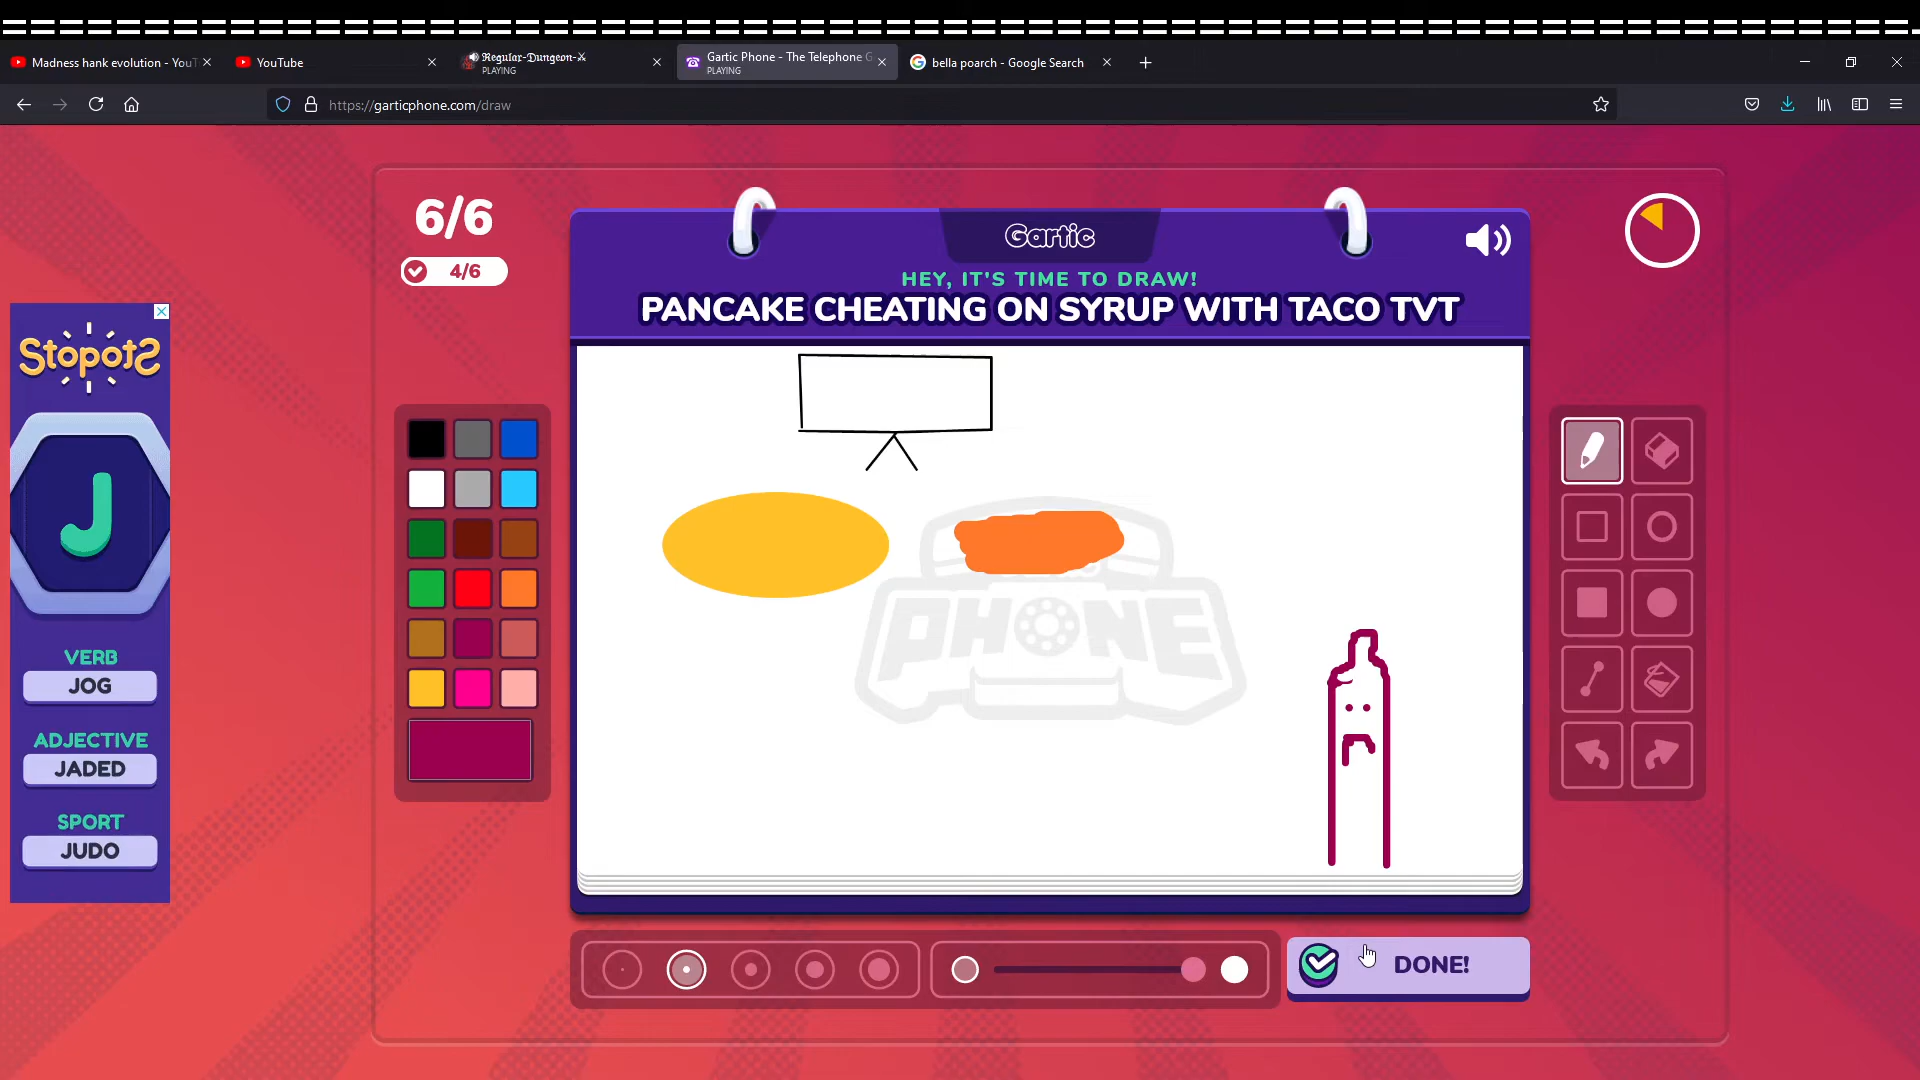 Madness hank evolution - YouT
YouTube
Regular-Dungeon-⚔
PLAYING
Gartic Phone - The Telephone G
PLAYING
bella poarch - Google Search
https://garticphone.com/draw
6/6
4/6
Gartic
HEY, IT'S TIME TO DRAW!
PANCAKE CHEATING ON SYRUP WITH TACO TVT
StopotS
J
VERB
JOG
ADJECTIVE
JADED
SPORT
JUDO
PHONE
DONE!